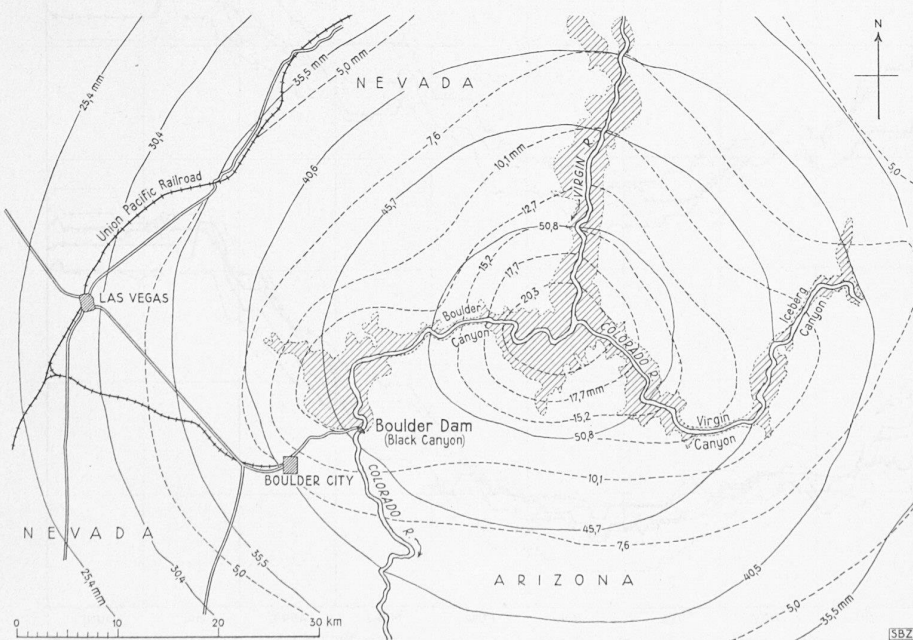 N
NEVADA
25,4 mm
30,4
35,5 mm
5,0 mm
7,6
10,1 mm
40,6
45,7
12,7
50,8
15,2
17,7
20,3
VIRGIN R.
5,0
Union Pacific Railroad
LAS VEGAS
Boulder
Canyon
COLORADO R.
Iceberg
Canyon
17,7 mm
15,2
50,8
Virgin
Canyon
Boulder Dam
(Black Canyon)
BOULDER CITY
COLORADO R.
10,1
45,7
7,6
NEVADA
25,4 mm
30,4
5,0
35,5
ARIZONA
40,5
5,0
35,5 mm
0 10 20 30 km
SB.7